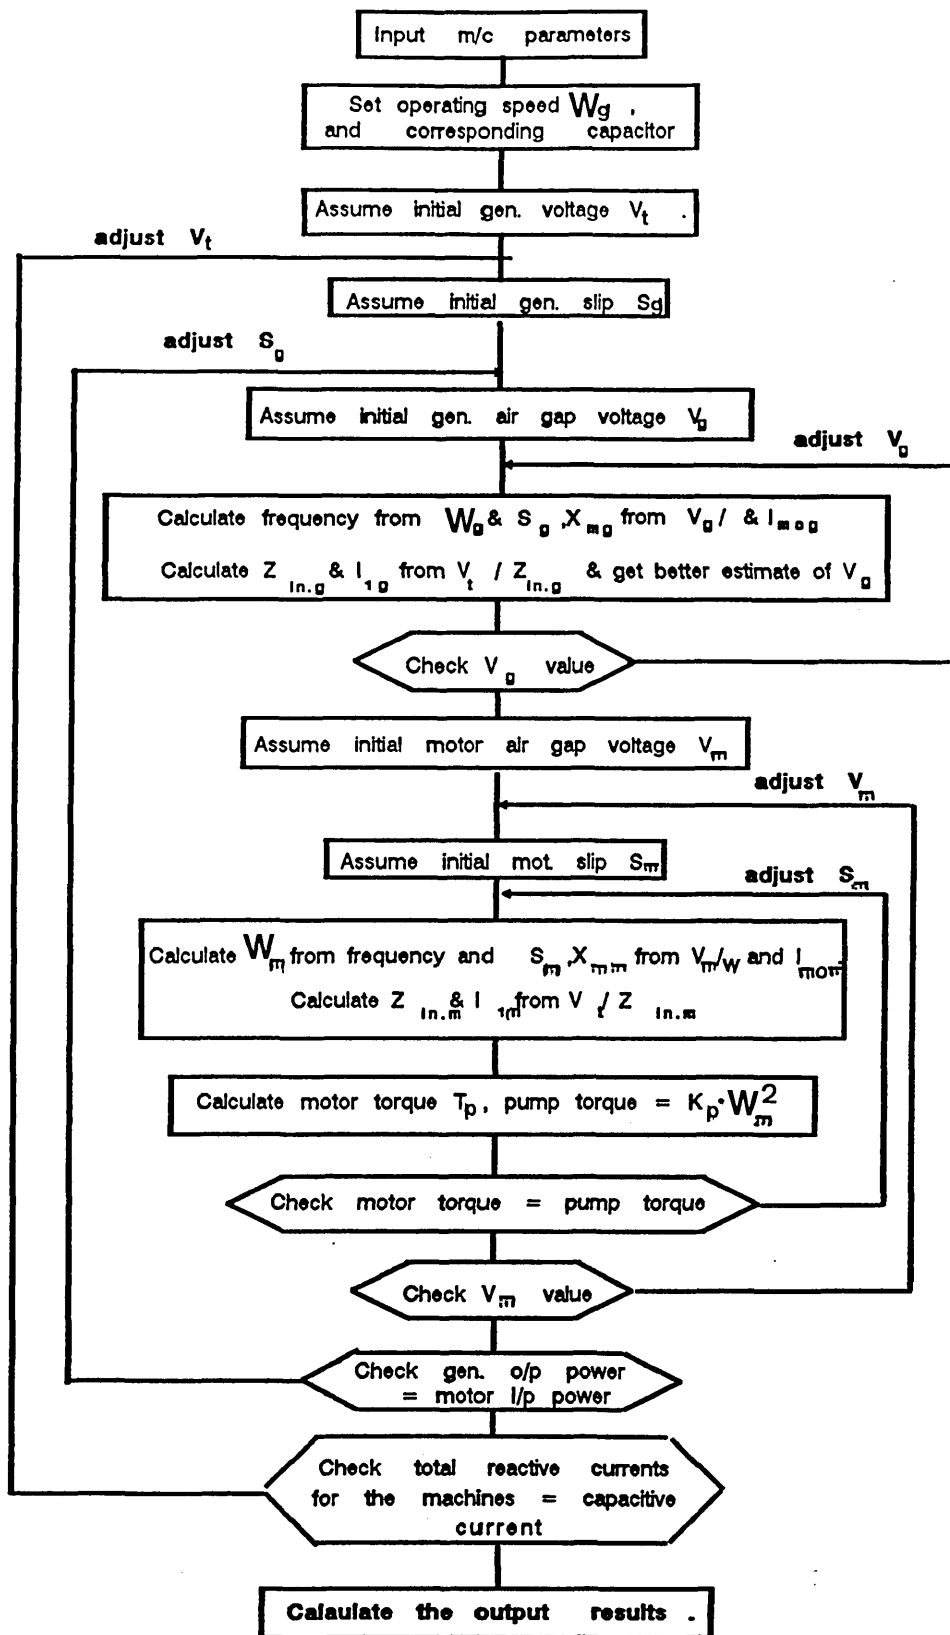 Input m/c parameters
Set operating speed Wg ,
and corresponding capacitor
Assume initial gen. voltage Vt .
adjust Vt
Assume initial gen. slip Sg
adjust Sg
Assume initial gen. air gap voltage Vg
adjust Vg
Calculate frequency from Wg & Sg ,Xmg from Vg / & Imog
Calculate Zin.g & I1g from Vt / Zin.g & get better estimate of Vg
Check Vg value
Assume initial motor air gap voltage Vm
adjust Vm
Assume initial mot. slip Sm
adjust Sm
Calculate Wm from frequency and Sm ,Xmm from Vm/W and Imom.
Calculate Zin.m & I1m from Vt / Zin.m
Calculate motor torque Tp, pump torque = Kp·Wm²
Check motor torque = pump torque
Check Vm value
Check gen. o/p power
= motor i/p power
Check total reactive currents
for the machines = capacitive
current
Calaulate the output results .